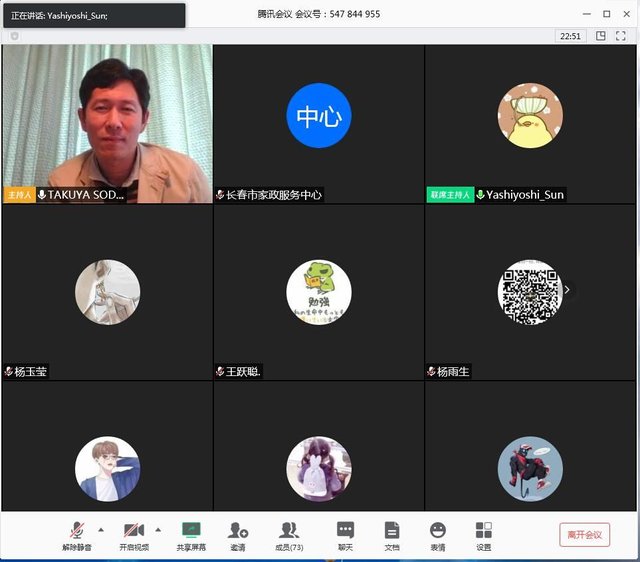 正在讲话: Yashiyoshi_Sun;
腾讯会议 会议号：547 844 955
22:51
中心
主持人 TAKUYA SOD...
长春市家政服务中心
联席主持人 Yashiyoshi_Sun
勉强
杨玉莹
王跃聪.
杨雨生
解除静音
开启视频
共享屏幕
邀请
成员(73)
聊天
文档
表情
设置
离开会议